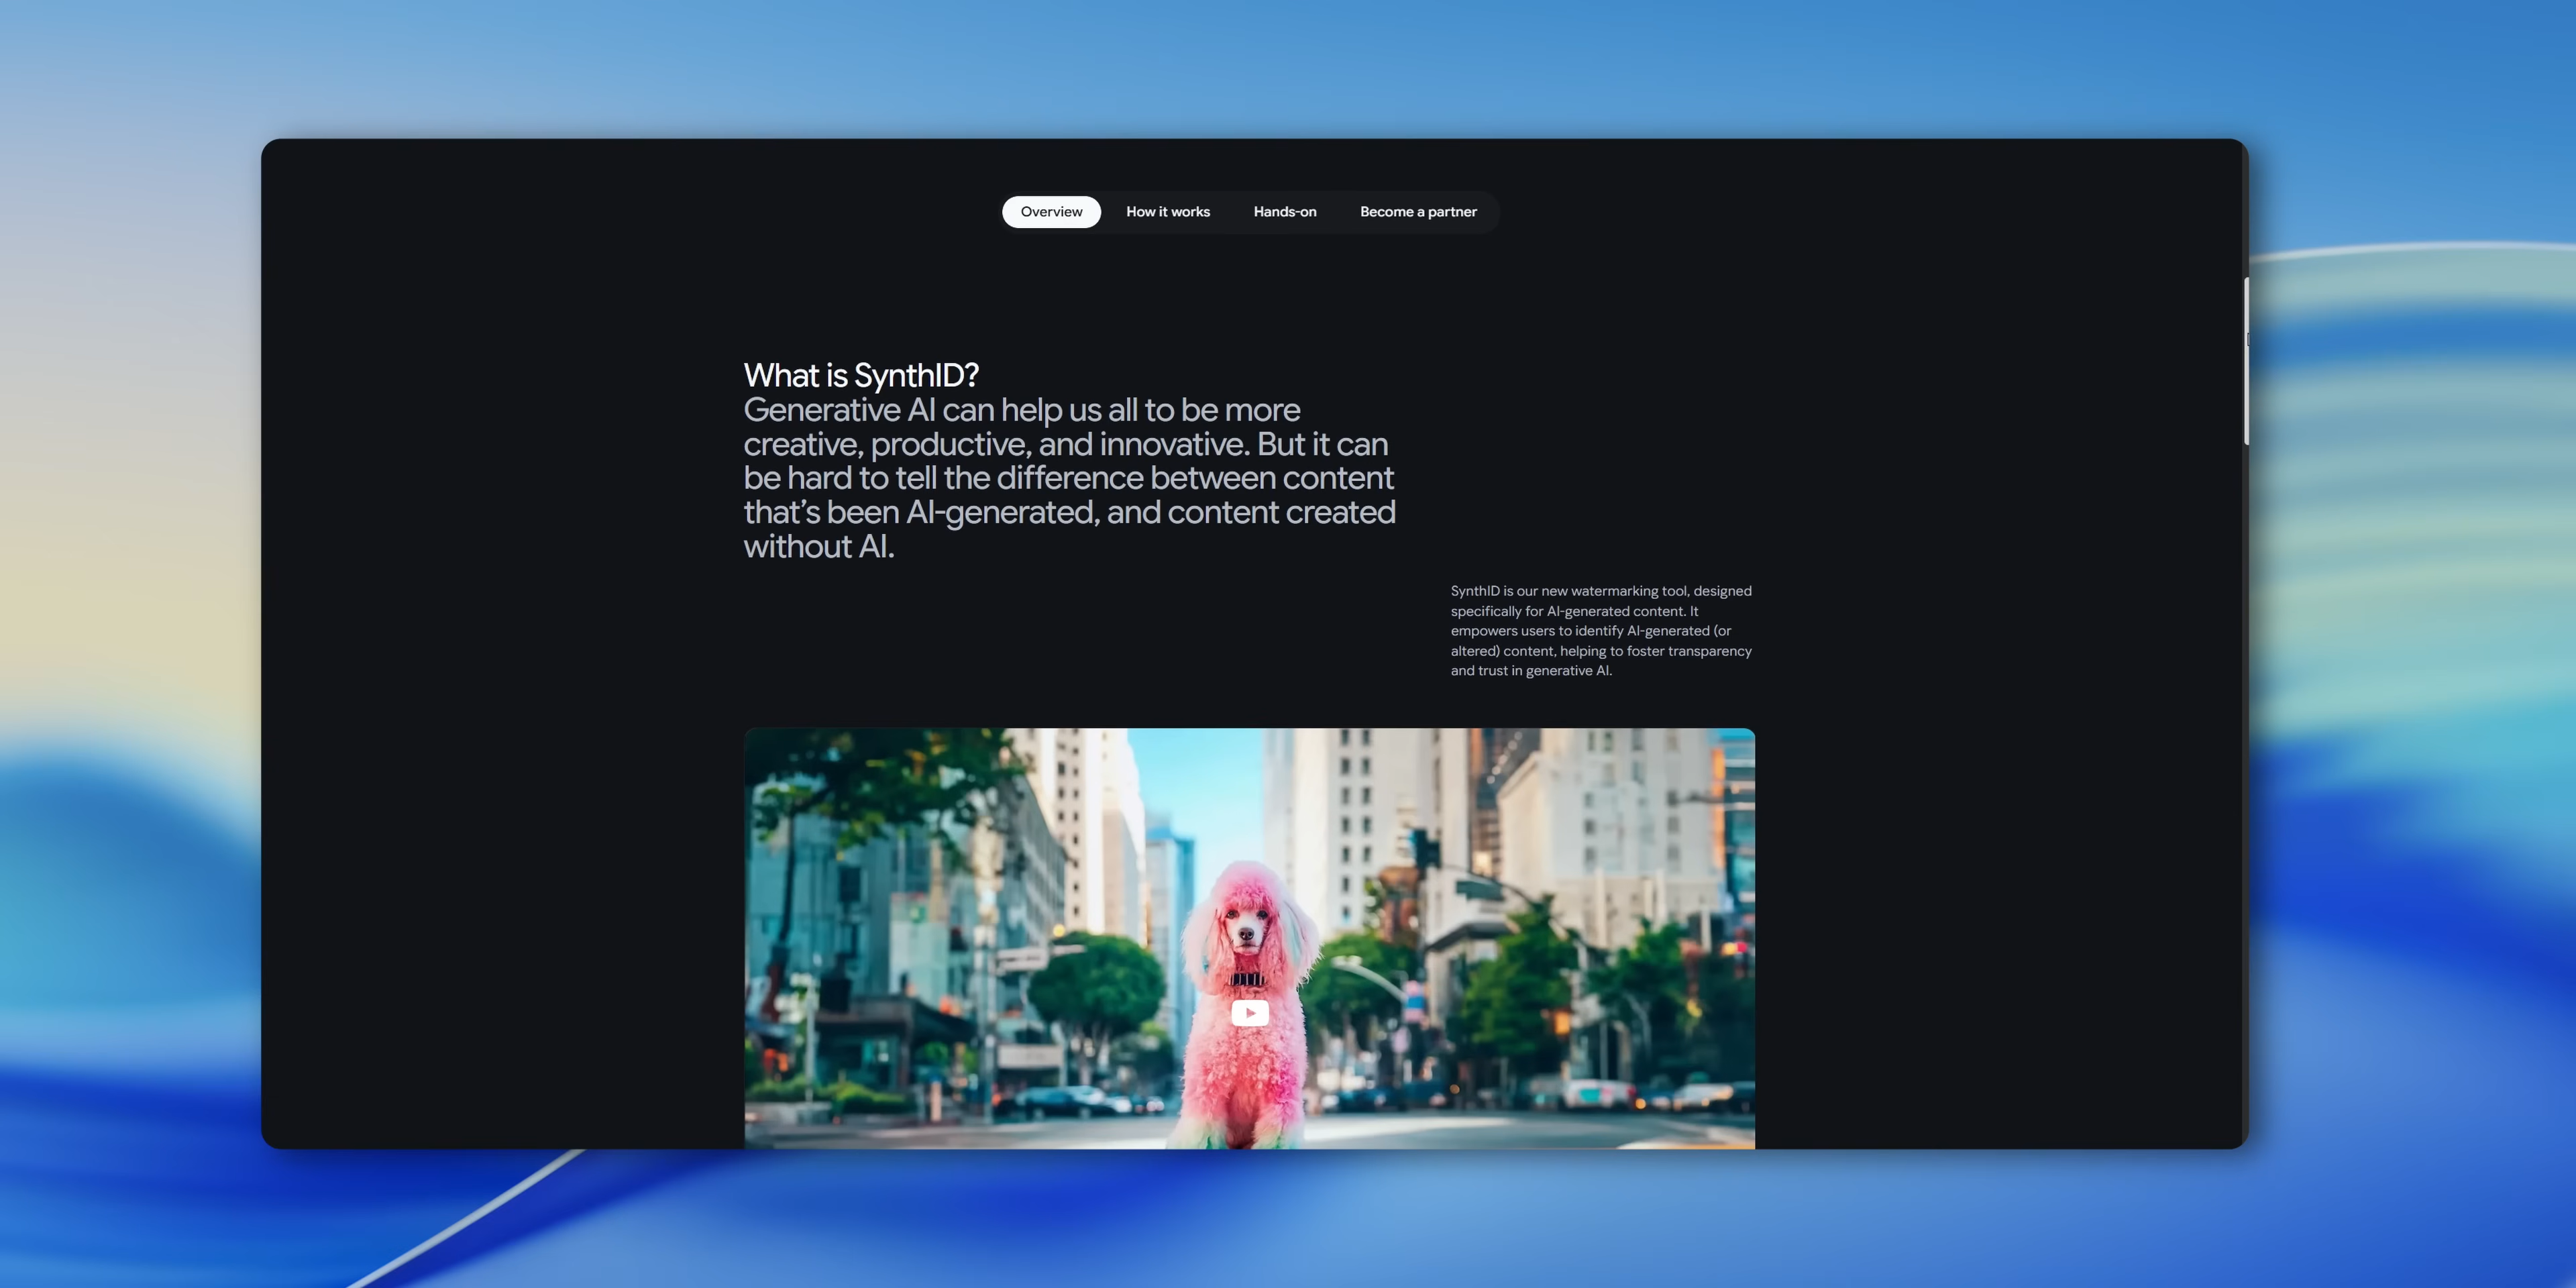 Overview
How it works
Hands-on
Become a partner
What is SynthID?
Generative AI can help us all to be more
creative, productive, and innovative. But it can
be hard to tell the difference between content
that’s been AI-generated, and content created
without AI.
SynthID is our new watermarking tool, designed
specifically for AI-generated content. It
empowers users to identify AI-generated (or
altered) content, helping to foster transparency
and trust in generative AI.